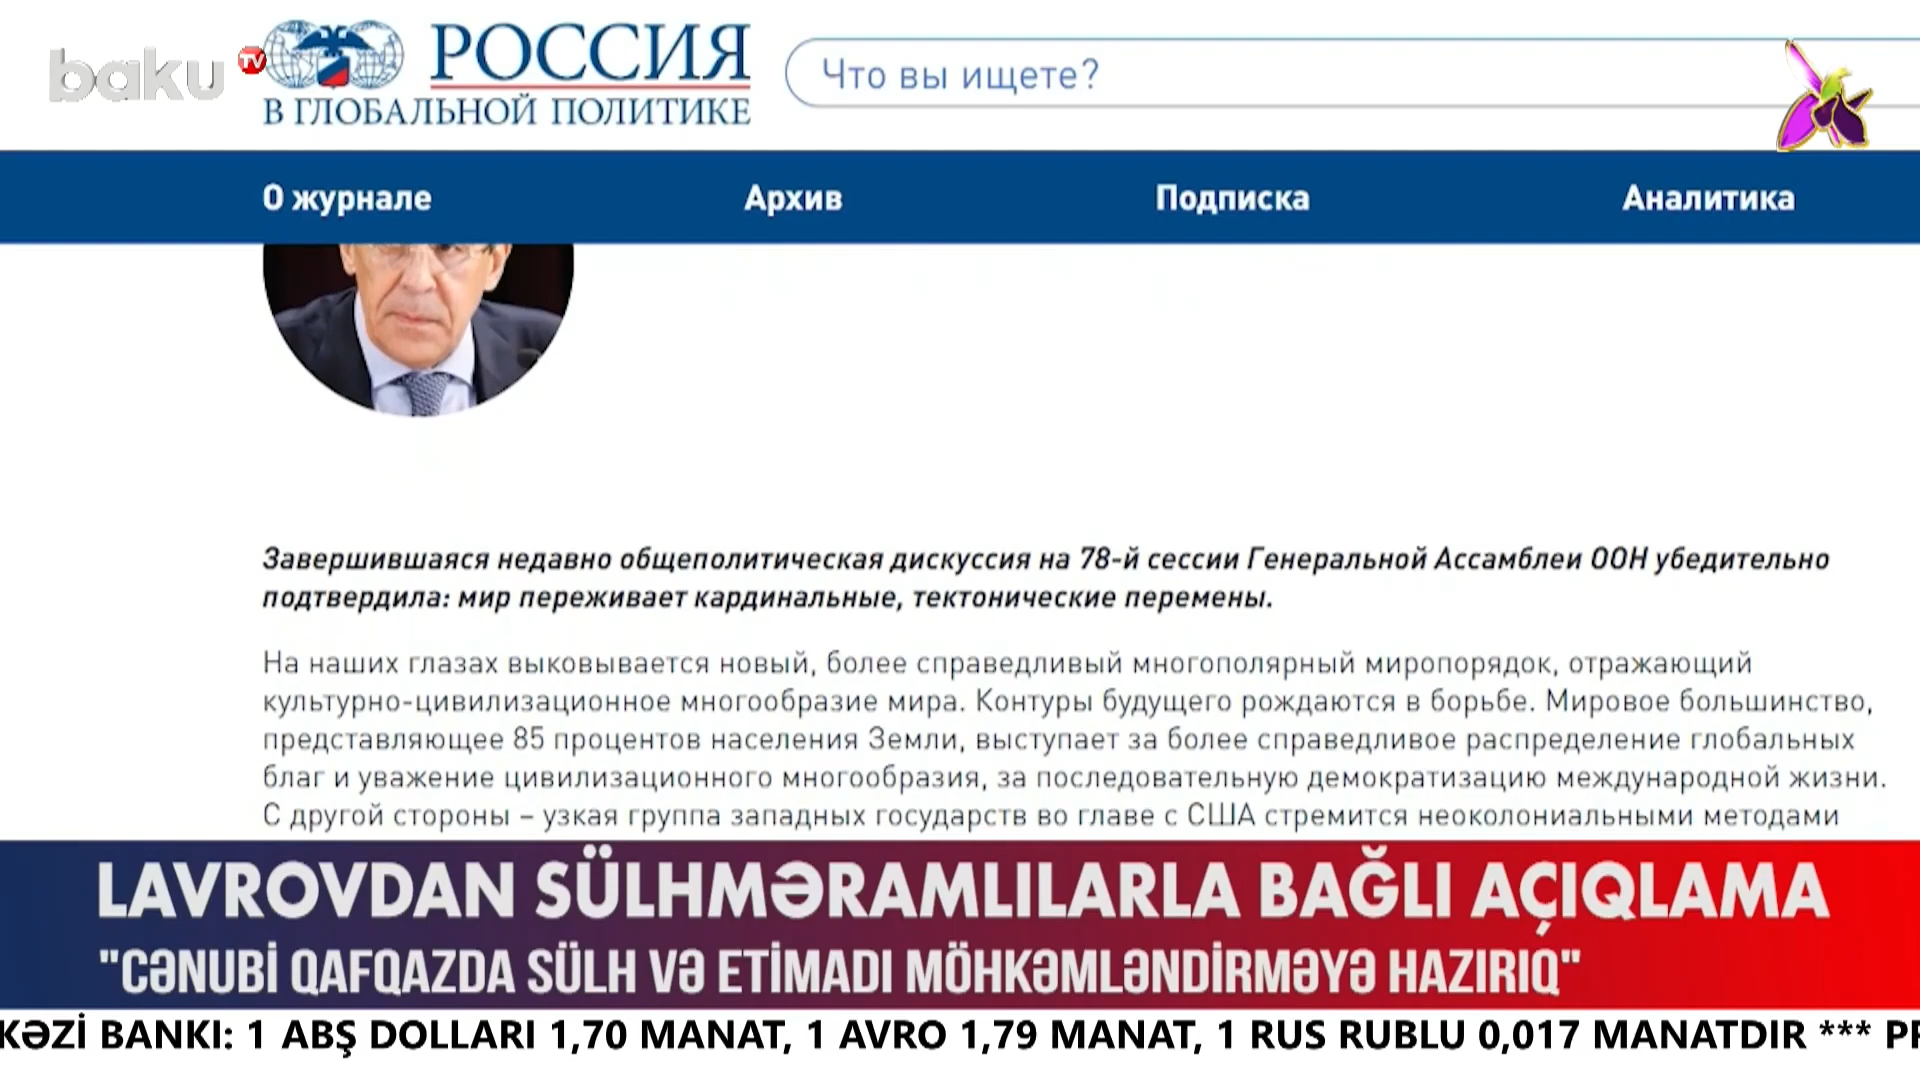 baku TV
РОССИЯ
В ГЛОБАЛЬНОЙ ПОЛИТИКЕ
Что вы ищете?
О журнале Архив Подписка Аналитика
Завершившаяся недавно общеполитическая дискуссия на 78-й сессии Генеральной Ассамблеи ООН убедительно
подтвердила: мир переживает кардинальные, тектонические перемены.
На наших глазах выковывается новый, более справедливый многополярный миропорядок, отражающий
культурно-цивилизационное многообразие мира. Контуры будущего рождаются в борьбе. Мировое большинство,
представляющее 85 процентов населения Земли, выступает за более справедливое распределение глобальных
благ и уважение цивилизационного многообразия, за последовательную демократизацию международной жизни.
С другой стороны – узкая группа западных государств во главе с США стремится неоколониальными методами
LAVROVDAN SÜLHMƏRAMLILARLA BAĞLI AÇIQLAMA
"CƏNUBİ QAFQAZDA SÜLH VƏ ETİMADI MÖHKƏMLƏNDİRMƏYƏ HAZIRIQ"
KƏZİ BANKI: 1 ABŞ DOLLARI 1,70 MANAT, 1 AVRO 1,79 MANAT, 1 RUS RUBLU 0,017 MANATDIR *** PR